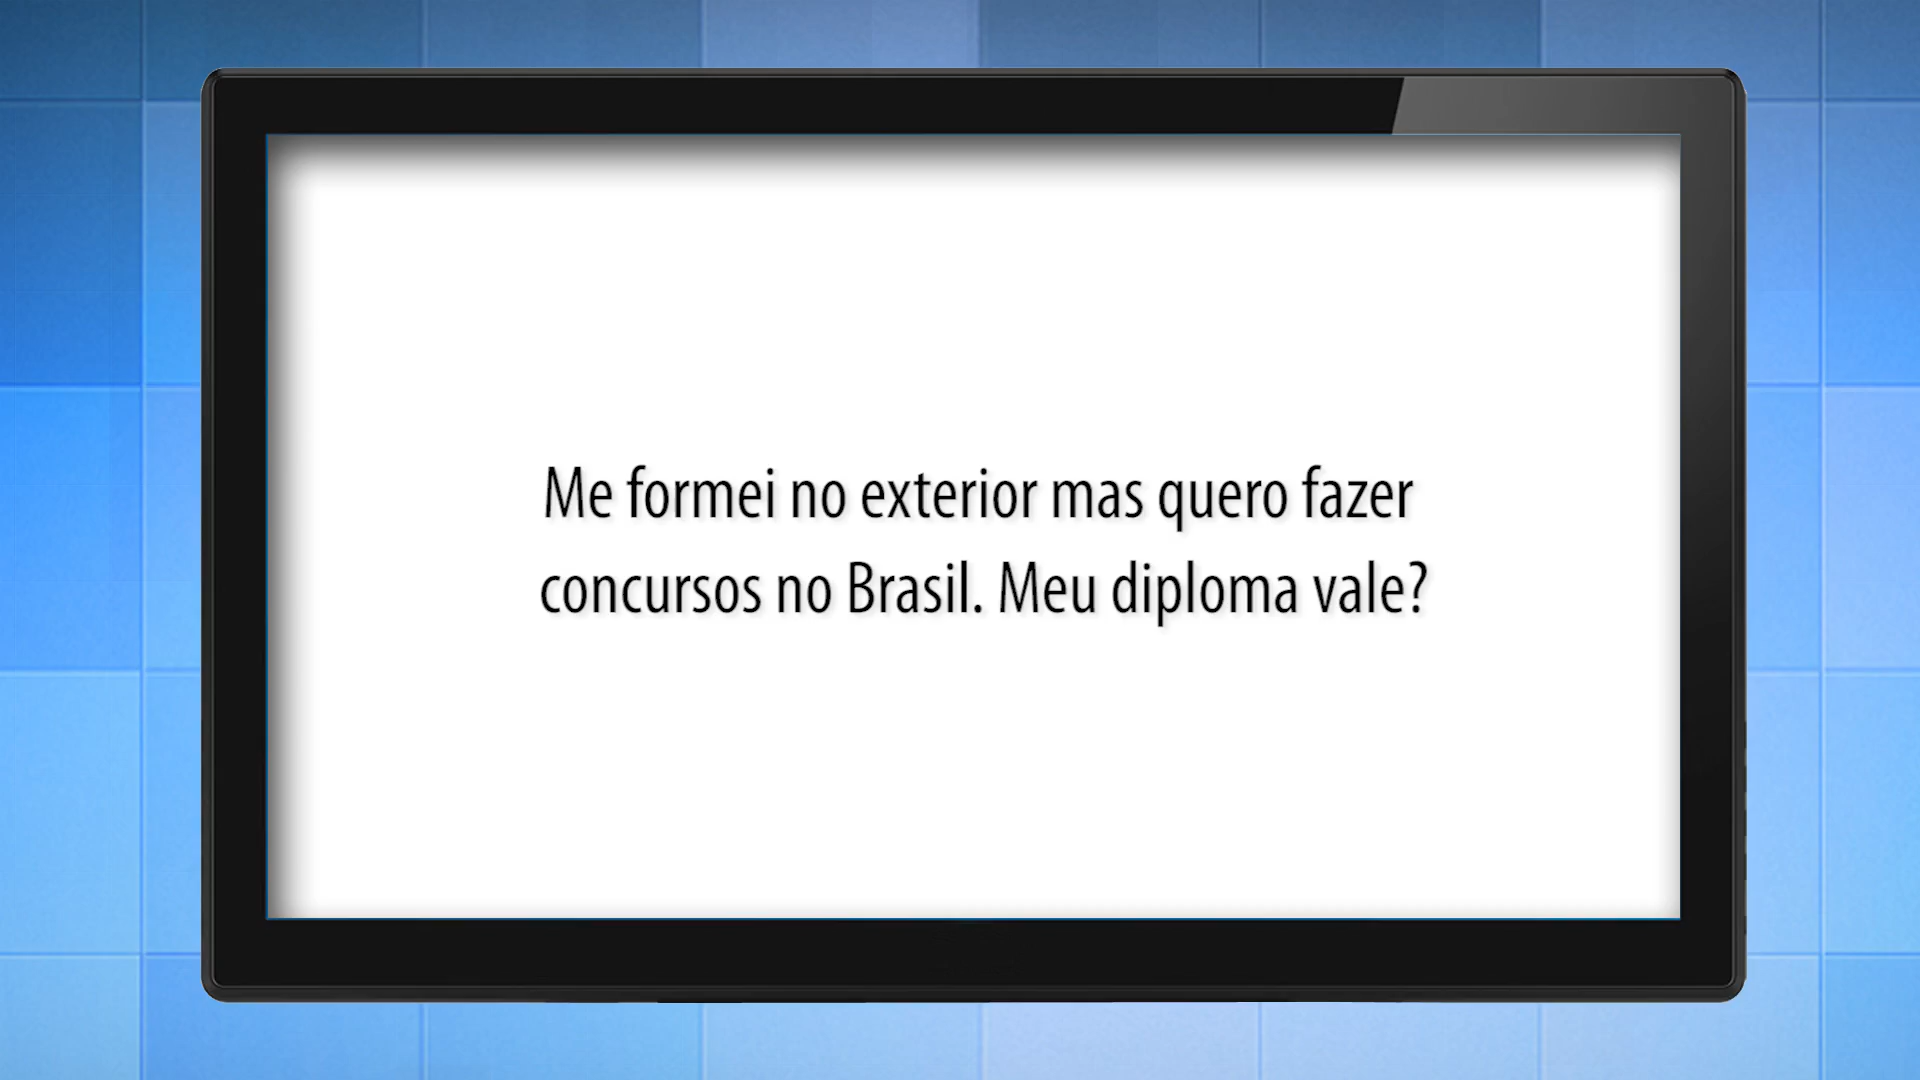 Me formei no exterior mas quero fazer
concursos no Brasil. Meu diploma vale?